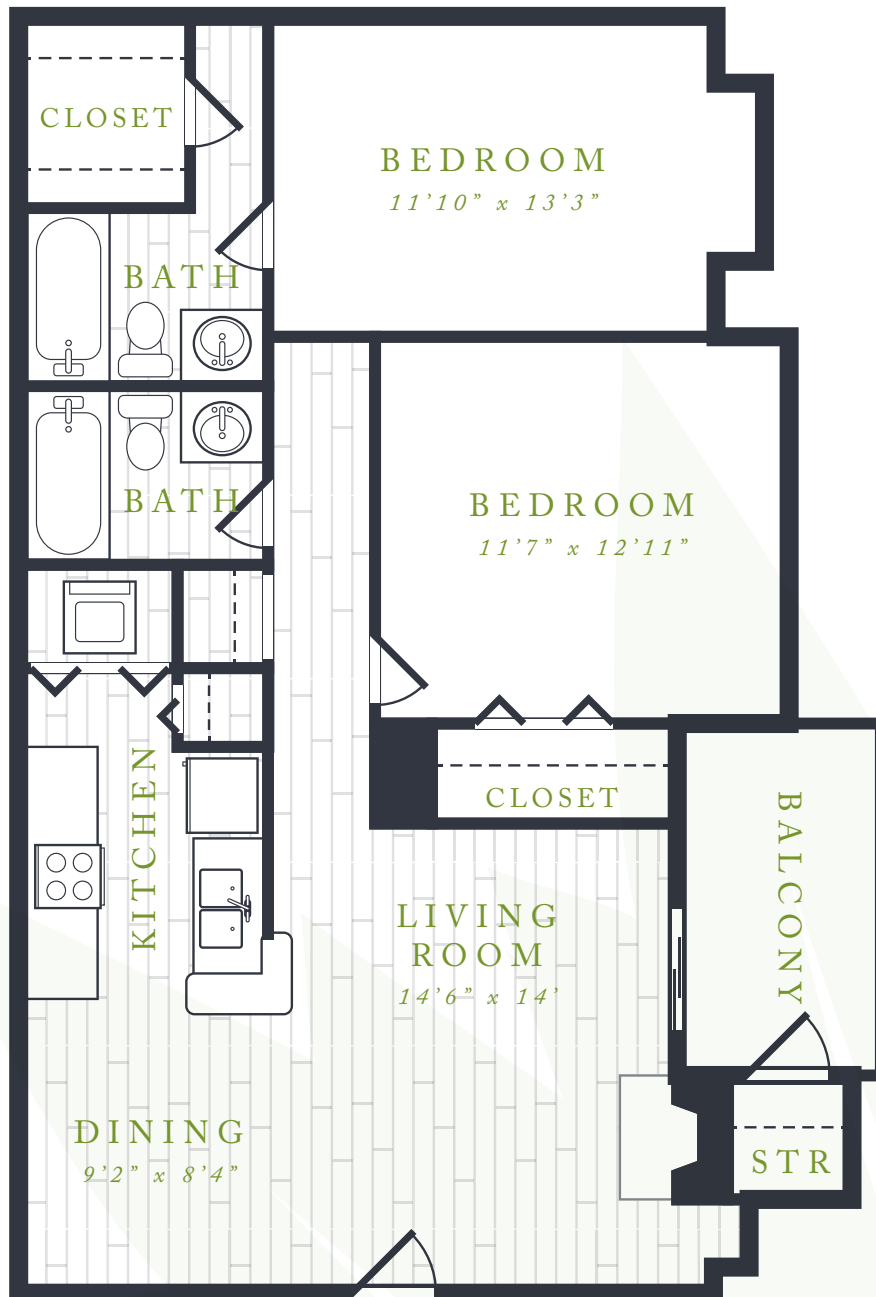 CLOSET
BEDROOM
11’10” x 13’3”
BATH
BATH
BEDROOM
11’7” x 12’11”
CLOSET
KITCHEN
BALCONY
LIVING
ROOM
14’6” x 14’
DINING
9’2” x 8’4”
STR